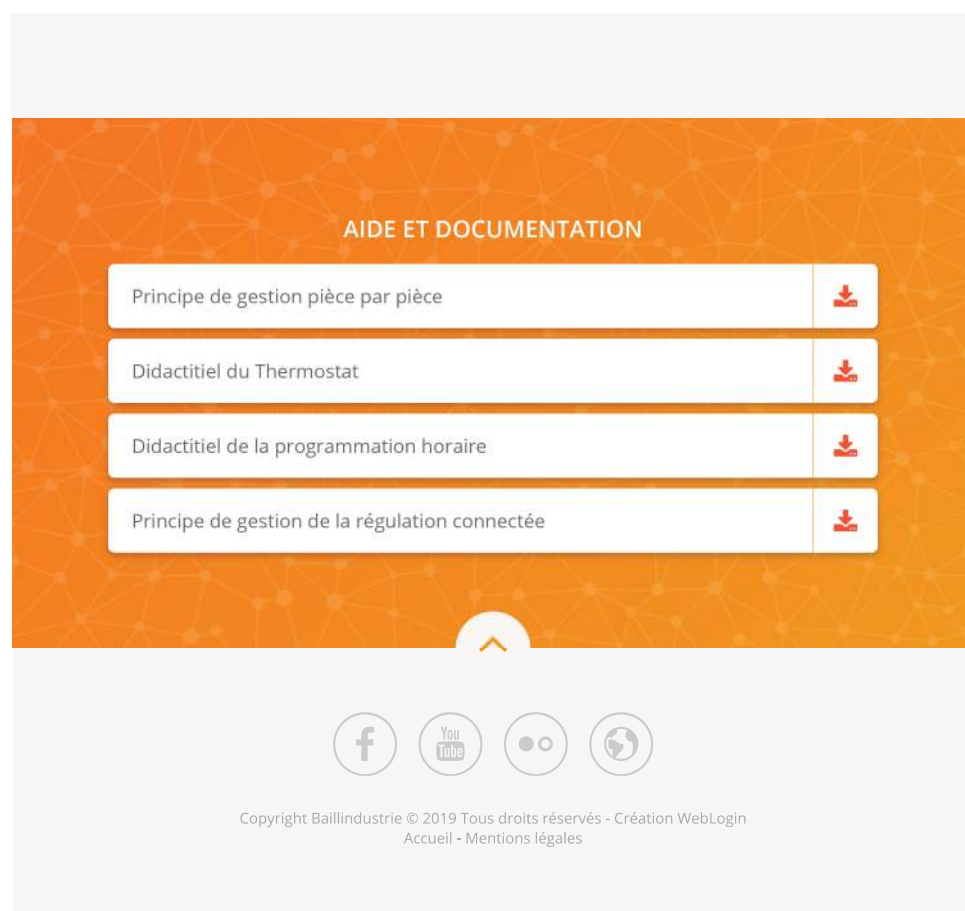 AIDE ET DOCUMENTATION
Principe de gestion pièce par pièce
Didactitiel du Thermostat
Didactitiel de la programmation horaire
Principe de gestion de la régulation connectée
You
Tube
Copyright Baillindustrie © 2019 Tous droits réservés - Création WebLogin
Accueil - Mentions légales